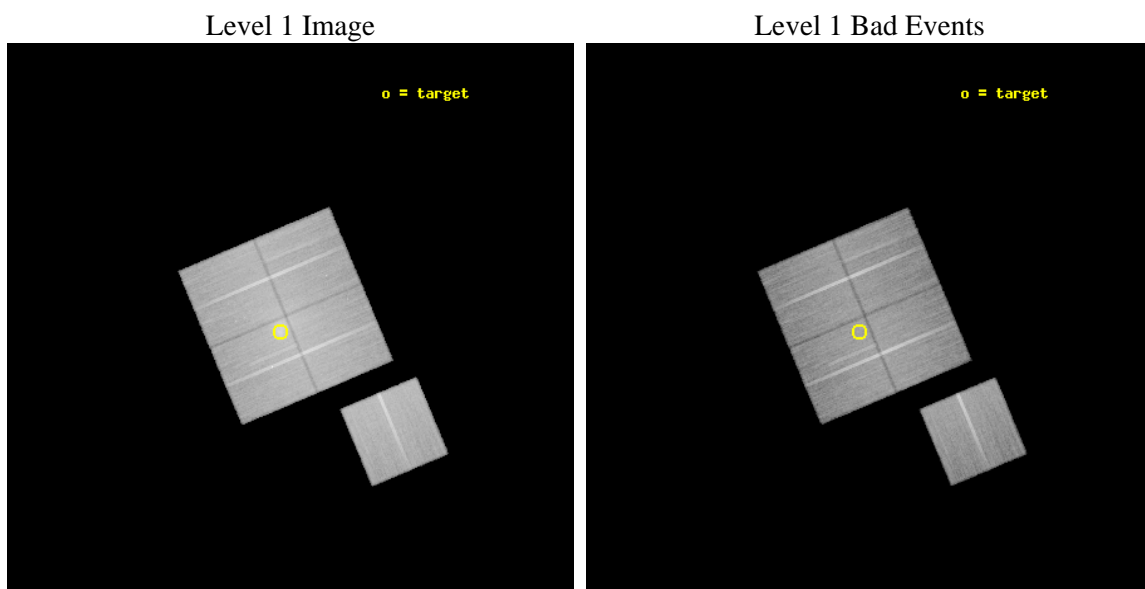 Level 1 Image
Level 1 Bad Events
o = target
o = target